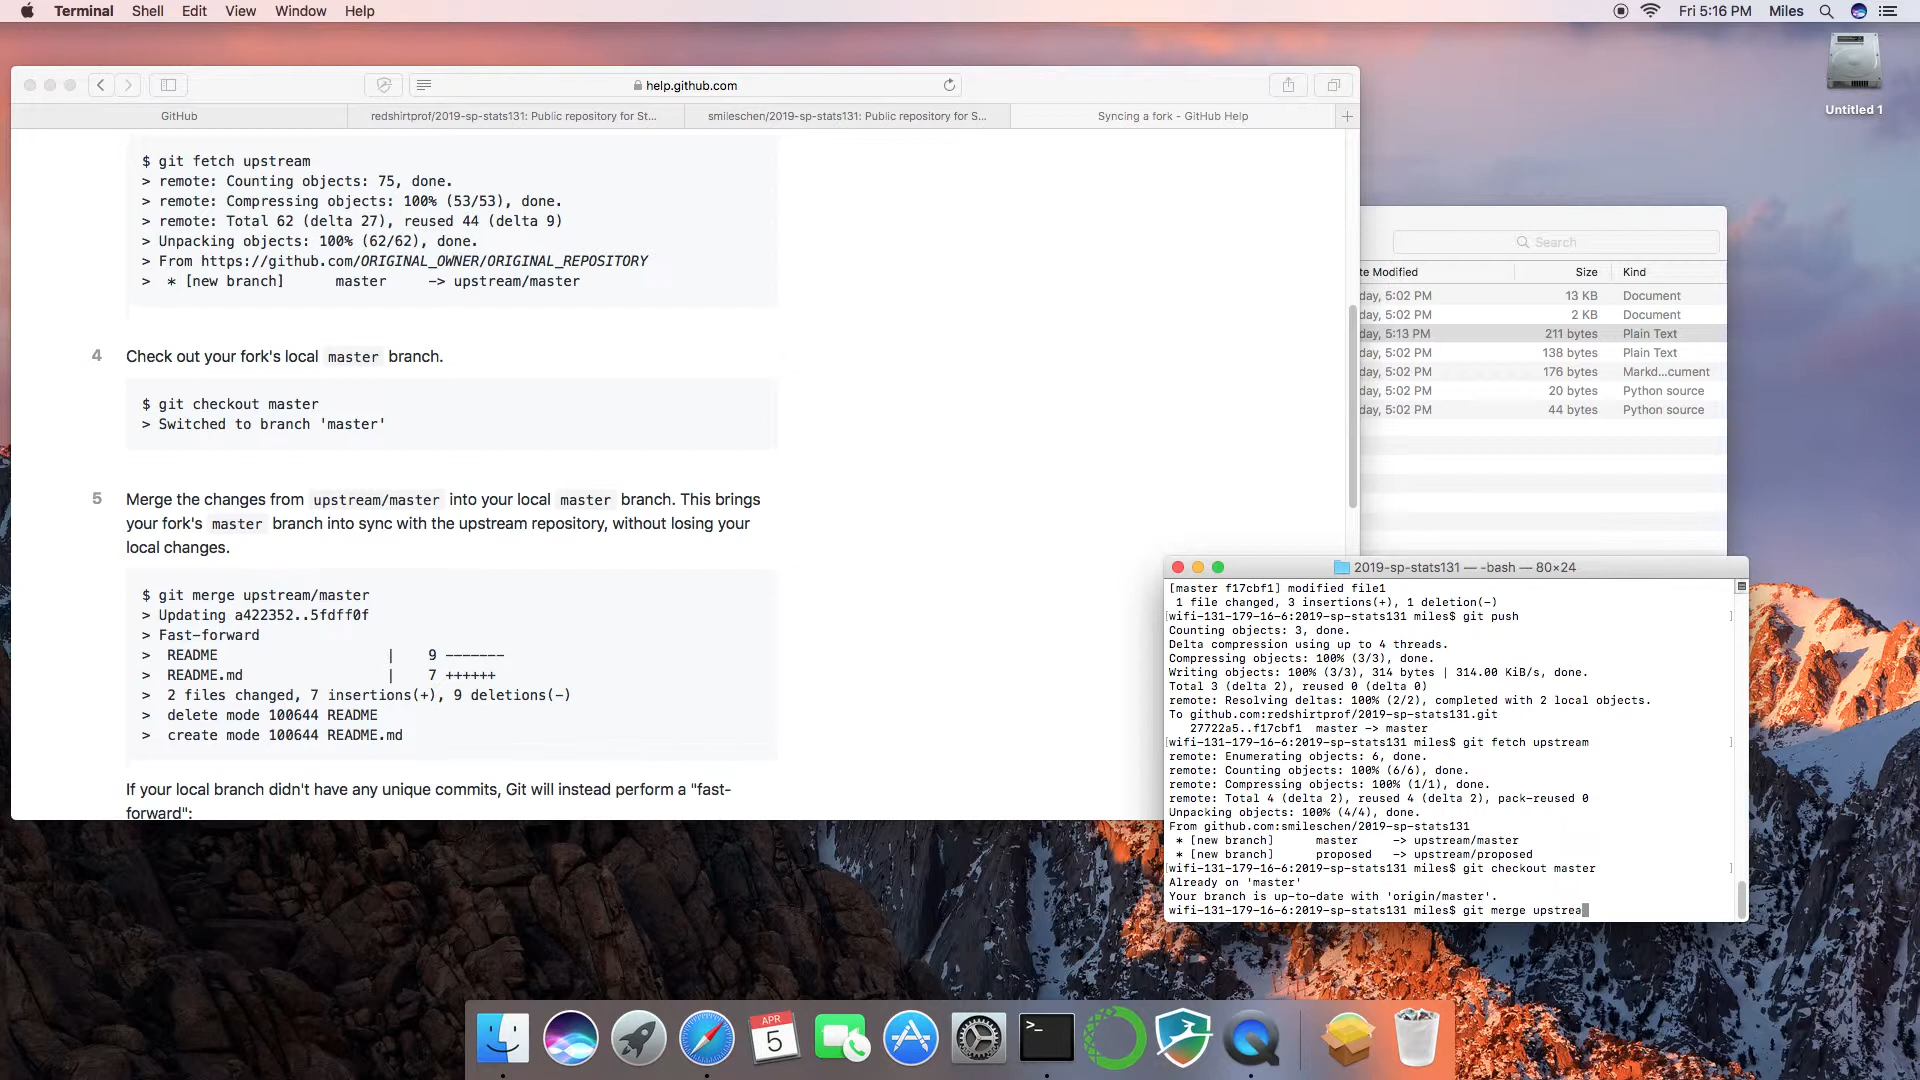 Terminal Shell Edit View Window Help
Fri 5:16 PM Miles
Untitled 1
help.github.com
GitHub
redshirtprof/2019-sp-stats131: Public repository for St...
smileschen/2019-sp-stats131: Public repository for S...
Syncing a fork - GitHub Help
$ git fetch upstream
> remote: Counting objects: 75, done.
> remote: Compressing objects: 100% (53/53), done.
> remote: Total 62 (delta 27), reused 44 (delta 9)
> Unpacking objects: 100% (62/62), done.
> From https://github.com/ORIGINAL_OWNER/ORIGINAL_REPOSITORY
>  * [new branch]      master     -> upstream/master
4 Check out your fork's local master branch.
$ git checkout master
> Switched to branch 'master'
5 Merge the changes from upstream/master into your local master branch. This brings
your fork's master branch into sync with the upstream repository, without losing your
local changes.
$ git merge upstream/master
> Updating a422352..5fdff0f
> Fast-forward
>  README                    |    9 -------
>  README.md                 |    7 ++++++
>  2 files changed, 7 insertions(+), 9 deletions(-)
>  delete mode 100644 README
>  create mode 100644 README.md
If your local branch didn't have any unique commits, Git will instead perform a "fast-
forward":
Search
te Modified Size Kind
day, 5:02 PM 13 KB Document
day, 5:02 PM 2 KB Document
day, 5:13 PM 211 bytes Plain Text
day, 5:02 PM 138 bytes Plain Text
day, 5:02 PM 176 bytes Markd...cument
day, 5:02 PM 20 bytes Python source
day, 5:02 PM 44 bytes Python source
2019-sp-stats131 — -bash — 80×24
[master f17cbf1] modified file1
 1 file changed, 3 insertions(+), 1 deletion(-)
[wifi-131-179-16-6:2019-sp-stats131 miles$ git push ]
Counting objects: 3, done.
Delta compression using up to 4 threads.
Compressing objects: 100% (3/3), done.
Writing objects: 100% (3/3), 314 bytes | 314.00 KiB/s, done.
Total 3 (delta 2), reused 0 (delta 0)
remote: Resolving deltas: 100% (2/2), completed with 2 local objects.
To github.com:redshirtprof/2019-sp-stats131.git
   27722a5..f17cbf1  master -> master
[wifi-131-179-16-6:2019-sp-stats131 miles$ git fetch upstream ]
remote: Enumerating objects: 6, done.
remote: Counting objects: 100% (6/6), done.
remote: Compressing objects: 100% (1/1), done.
remote: Total 4 (delta 2), reused 4 (delta 2), pack-reused 0
Unpacking objects: 100% (4/4), done.
From github.com:smileschen/2019-sp-stats131
 * [new branch]      master     -> upstream/master
 * [new branch]      proposed   -> upstream/proposed
[wifi-131-179-16-6:2019-sp-stats131 miles$ git checkout master ]
Already on 'master'
Your branch is up-to-date with 'origin/master'.
wifi-131-179-16-6:2019-sp-stats131 miles$ git merge upstrea
APR
5
>_